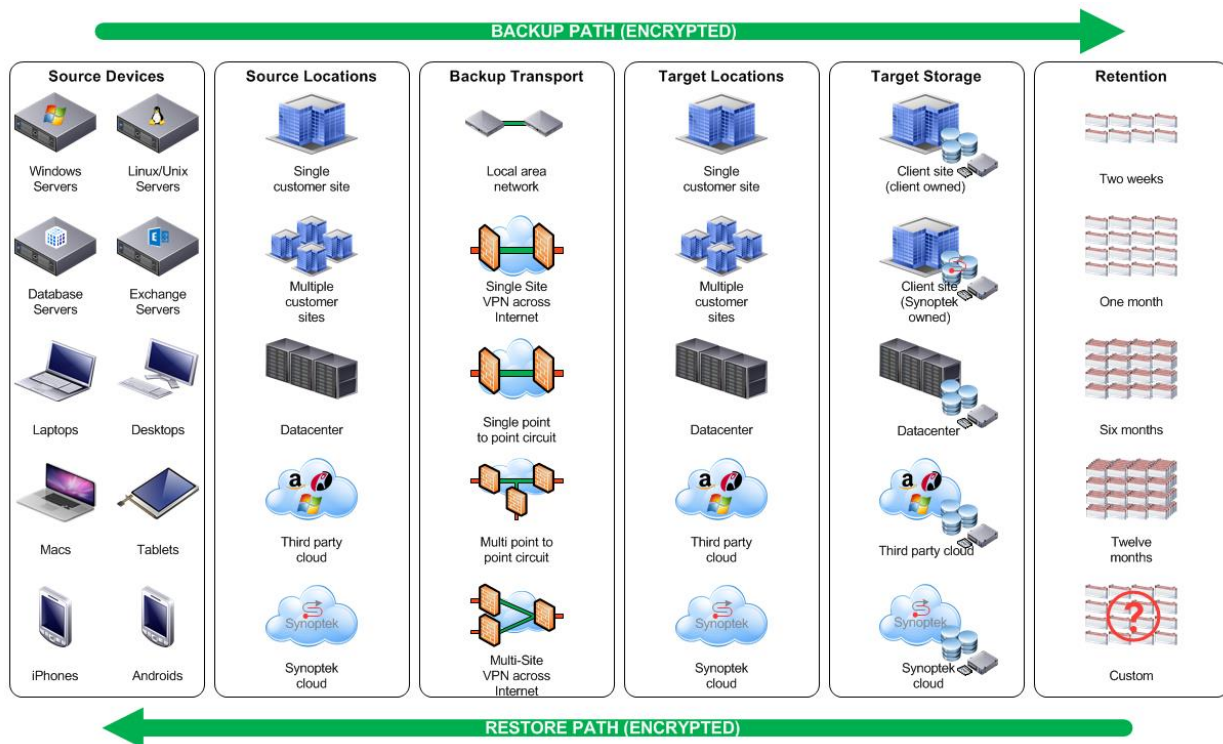 BACKUP PATH (ENCRYPTED)
Source Devices
Windows
Servers
Linux/Unix
Servers
Database
Servers
Exchange
Servers
Laptops
Desktops
Macs
Tablets
iPhones
Androids
Source Locations
Single
customer site
Multiple
customer
sites
Datacenter
a
Third party
cloud
Synoptek
Synoptek
cloud
Backup Transport
Local area
network
Single Site
VPN across
Internet
Single point
to point circuit
Multi point to
point circuit
Multi-Site
VPN across
Internet
Target Locations
Single
customer site
Multiple
customer
sites
Datacenter
a
Third party
cloud
Synoptek
Synoptek
cloud
Target Storage
Client site
(client owned)
Client site
(Synoptek
owned)
Datacenter
a
Third party cloud
Synoptek
Synoptek
cloud
Retention
Two weeks
One month
Six months
Twelve
months
?
Custom
RESTORE PATH (ENCRYPTED)